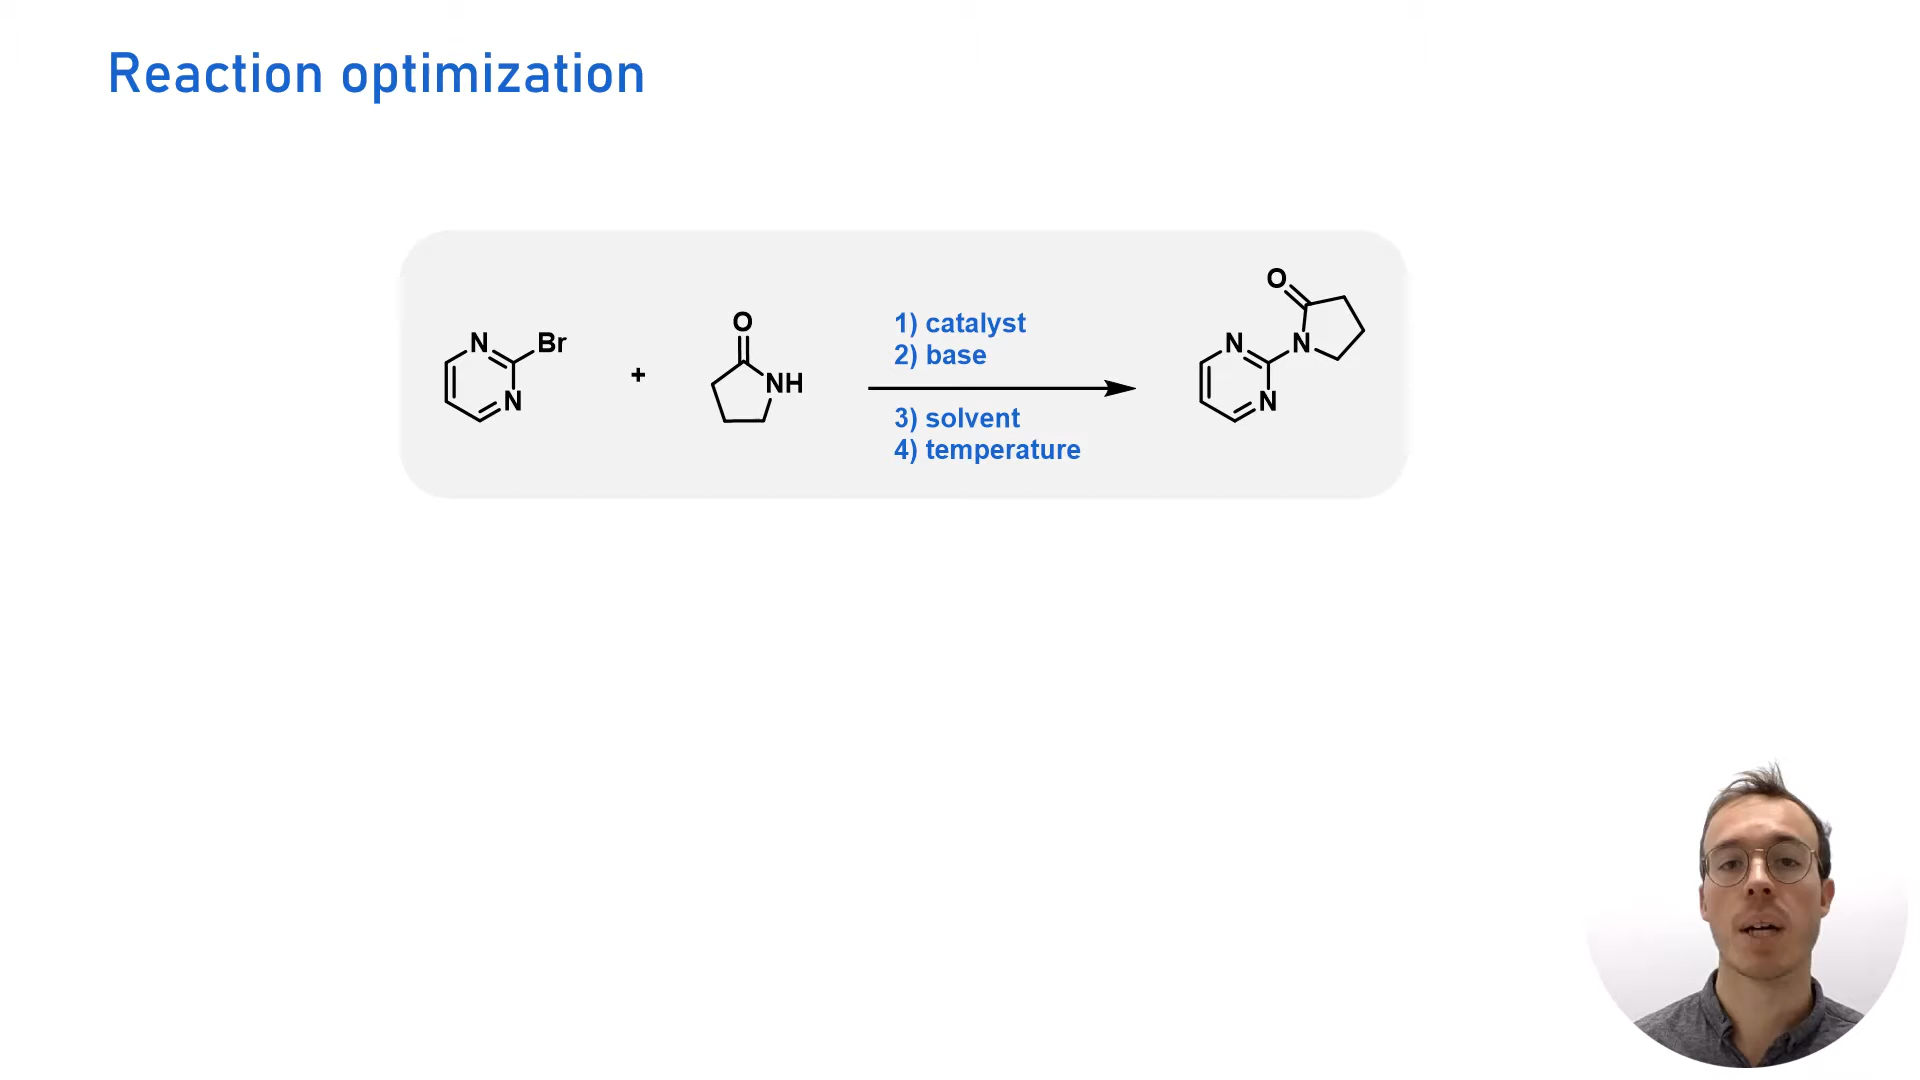 Reaction optimization
N
Br
N
+
O
NH
1) catalyst
2) base
3) solvent
4) temperature
O
N
N
N